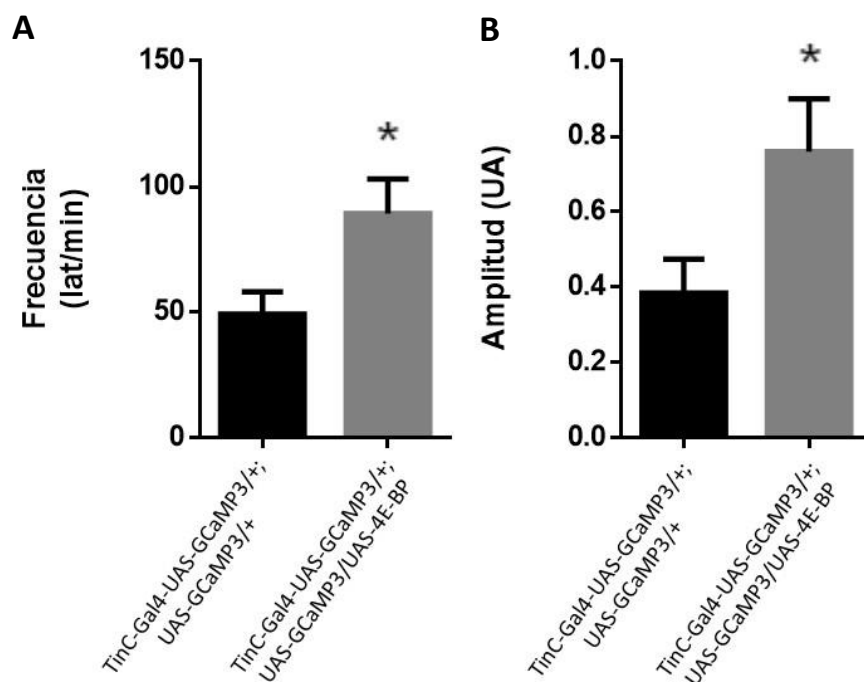 A
Frecuencia
(lat/min)
150
100
50
0
*
TinC-Gal4-UAS-GCaMP3/+;
UAS-GCaMP3/+
TinC-Gal4-UAS-GCaMP3/+;
UAS-GCaMP3/UAS-4E-BP
B
Amplitud (UA)
1.0
0.8
0.6
0.4
0.2
0.0
*
TinC-Gal4-UAS-GCaMP3/+;
UAS-GCaMP3/+
TinC-Gal4-UAS-GCaMP3/+;
UAS-GCaMP3/UAS-4E-BP